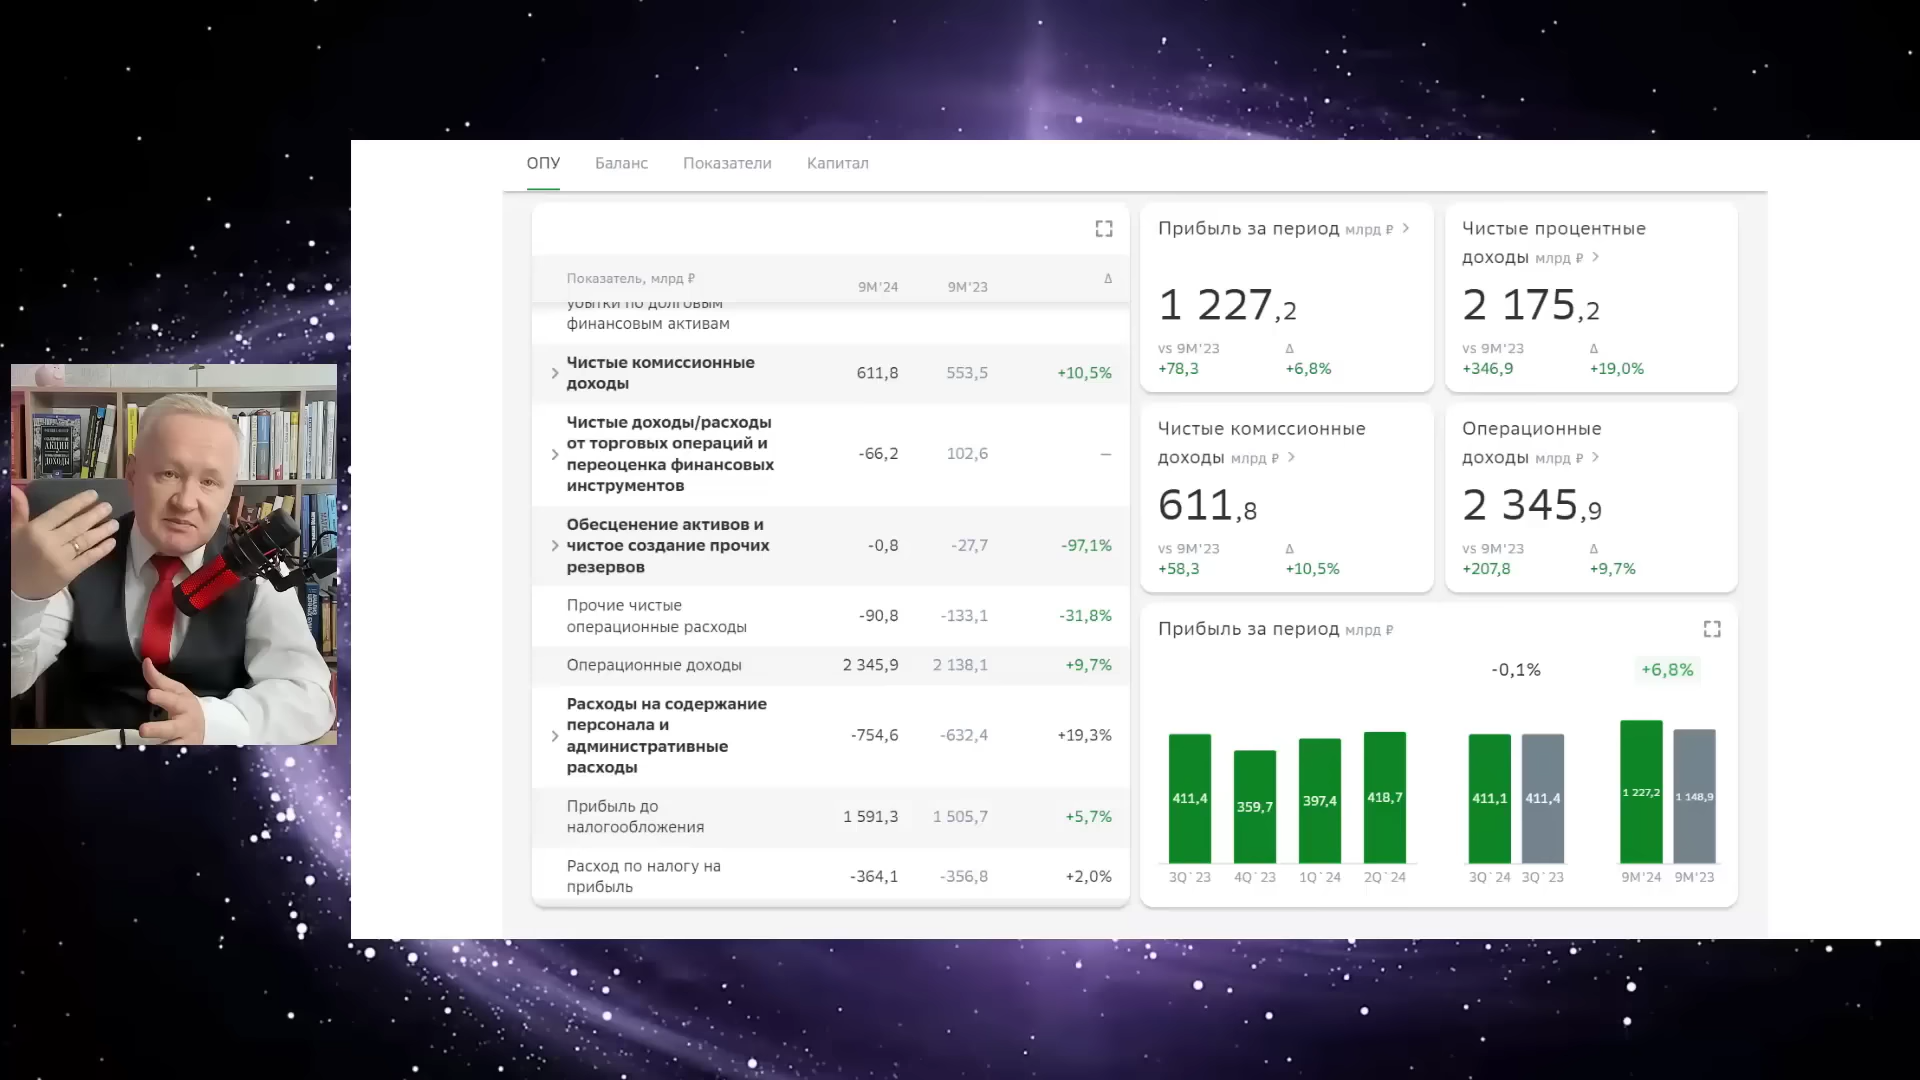 ОПУ Баланс Показатели Капитал
Показатель, млрд ₽ 9М'24 9М'23 Δ
убытки по долговым
финансовым активам
Чистые комиссионные
доходы
611,8 553,5 +10,5%
Чистые доходы/расходы
от торговых операций и
переоценка финансовых
инструментов
-66,2 102,6 —
Обесценение активов и
чистое создание прочих
резервов
-0,8 -27,7 -97,1%
Прочие чистые
операционные расходы
-90,8 -133,1 -31,8%
Операционные доходы 2 345,9 2 138,1 +9,7%
Расходы на содержание
персонала и
административные
расходы
-754,6 -632,4 +19,3%
Прибыль до
налогообложения
1 591,3 1 505,7 +5,7%
Расход по налогу на
прибыль
-364,1 -356,8 +2,0%
Прибыль за период млрд ₽
1 227,2
vs 9М'23 Δ
+78,3 +6,8%
Чистые процентные
доходы млрд ₽
2 175,2
vs 9М'23 Δ
+346,9 +19,0%
Чистые комиссионные
доходы млрд ₽
611,8
vs 9М'23 Δ
+58,3 +10,5%
Операционные
доходы млрд ₽
2 345,9
vs 9М'23 Δ
+207,8 +9,7%
Прибыль за период млрд ₽
-0,1% +6,8%
411,4 359,7 397,4 418,7 411,1 411,4 1 227,2 1 148,9
3Q`23 4Q`23 1Q`24 2Q`24 3Q`24 3Q`23 9М'24 9М'23
АКЦИИ